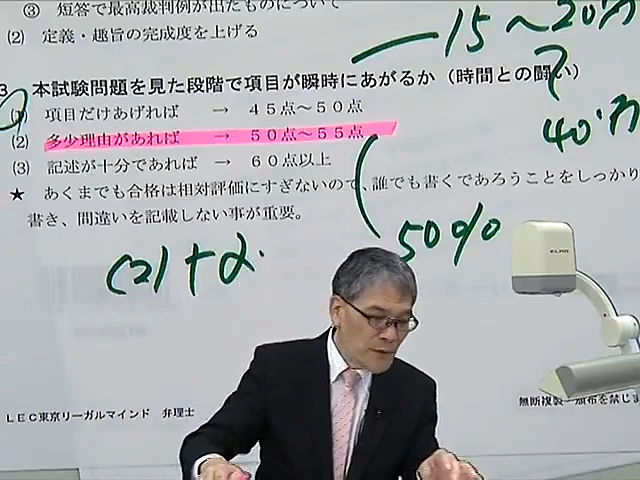 ③ 短答で最高裁判例が出たものについて
(2) 定義・趣旨の完成度を上げる
15〜20分
3 本試験問題を見た段階で項目が瞬時にあがるか（時間との闘い）
(1) 項目だけあげれば → ４５点〜５０点
40分
(2) 多少理由があれば → ５０点〜５５点
(3) 記述が十分であれば → ６０点以上
★ あくまでも合格は相対評価にすぎないので、誰でも書くであろうことをしっかり
書き、間違いを記載しない事が重要。
50%
(2)+α.
ELMO
ＬＥＣ東京リーガルマインド 弁理士
無断複製・頒布を禁じま